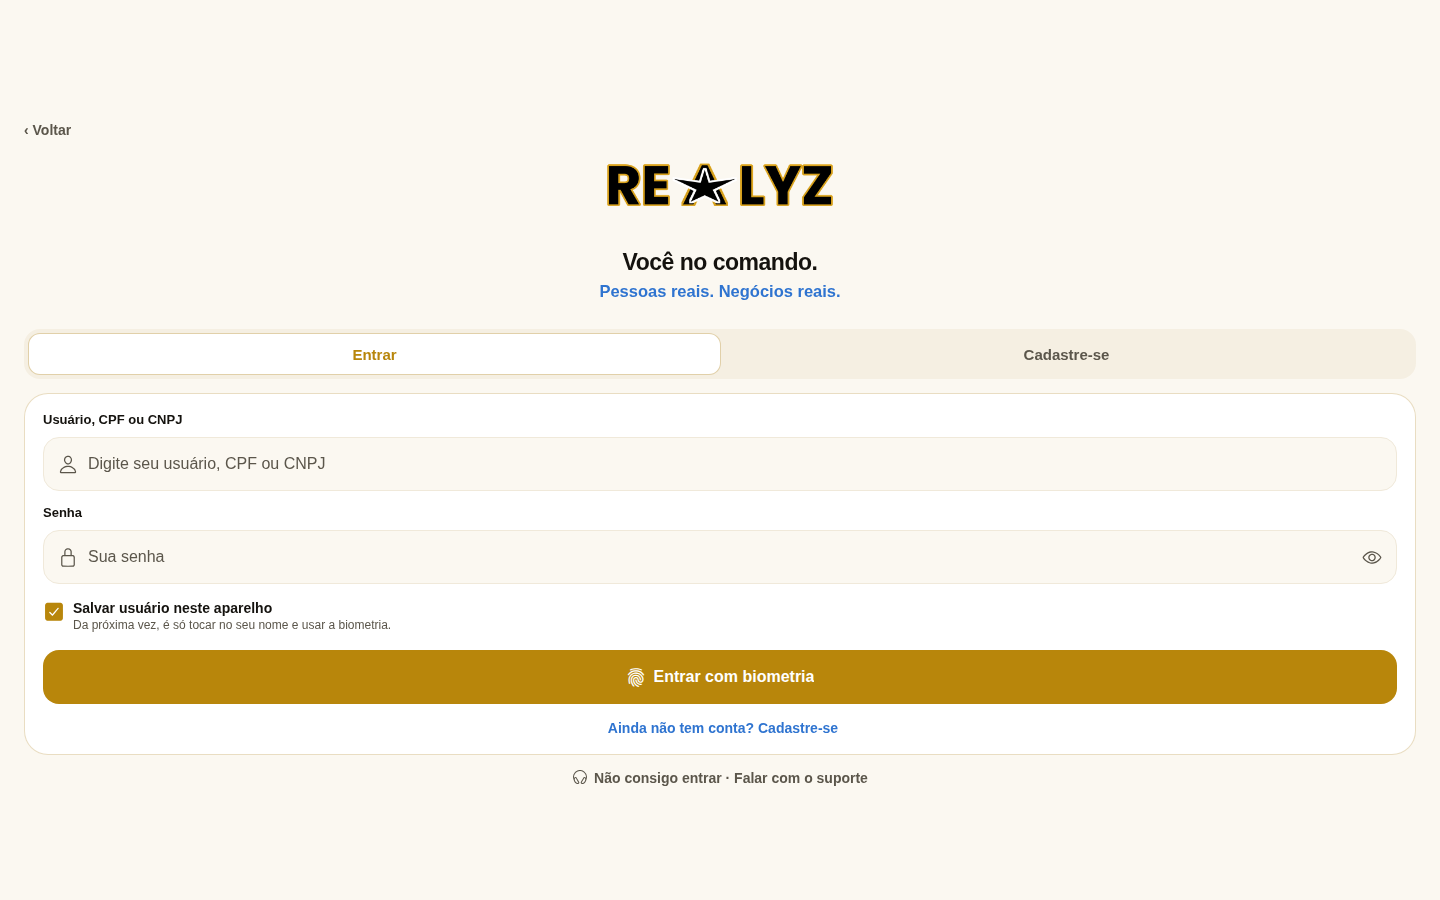 ‹ Voltar
REALYZ
Você no comando.
Pessoas reais. Negócios reais.
Entrar
Cadastre-se
Usuário, CPF ou CNPJ
Digite seu usuário, CPF ou CNPJ
Senha
Sua senha
Salvar usuário neste aparelho
Da próxima vez, é só tocar no seu nome e usar a biometria.
Entrar com biometria
Ainda não tem conta? Cadastre-se
Não consigo entrar · Falar com o suporte